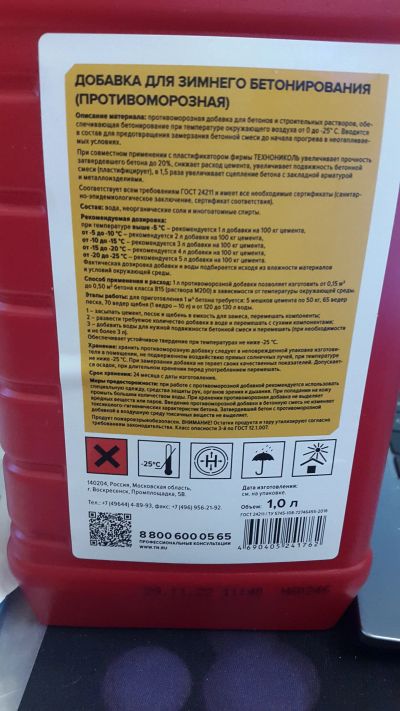 ДОБАВКА ДЛЯ ЗИМНЕГО БЕТОНИРОВАНИЯ
(ПРОТИВОМОРОЗНАЯ)
Описание материала: противоморозная добавка для бетонов и строительных растворов, обе-
спечивающая бетонирование при температуре окружающего воздуха от 0 до -25° С. Вводится
в состав для предотвращения замерзания бетонной смеси до начала прогрева в неотапливае-
мых условиях.
При совместном применении с пластификатором фирмы ТЕХНОНИКОЛЬ увеличивает прочность
затвердевшего бетона до 20%, снижает расход цемента, увеличивает подвижность бетонной
смеси (пластифицирует), в 1,5 раза увеличивает сцепление бетона с закладной арматурой
и металлоизделиями.
Соответствует всем требованиям ГОСТ 24211 и имеет все необходимые сертификаты (санитар-
но-эпидемиологическое заключение, сертификат соответствия).
Состав: вода, неорганические соли и многоатомные спирты.
Рекомендуемая дозировка:
при температуре выше -5 °С – рекомендуется 1 л добавки на 100 кг цемента,
от -5 до -10 °С – рекомендуется 2 л добавки на 100 кг цемента,
от -10 до -15 °С – рекомендуется 3 л добавки на 100 кг цемента,
от -15 до -20 °С – рекомендуется 4 л добавки на 100 кг цемента,
от -20 до -25 °С – рекомендуется 5 л добавки на 100 кг цемента.
Фактическая дозировка добавки и воды подбирается исходя из влажности материалов
и условий окружающей среды.
Способ применения и расход: 1 л противоморозной добавки позволяет изготовить от 0,15 м³
до 0,50 м³ бетона класса В15 (раствора М200) в зависимости от температуры окружающей среды.
Этапы работы: для приготовления 1 м³ бетона требуется: 5 мешков цемента по 50 кг, 65 ведер
песка, 70 ведер щебня (1 ведро – 10 л) и от 120 до 130 л воды.
1 – засыпать цемент, песок и щебень в емкость для замеса, перемешать компоненты;
2 – развести требуемое количество добавки в воде и перемешать с сухими компонентами;
3 – добавить воды для нужной подвижности бетонной смеси и перемешать (при необходимости
и не более 3 л).
Обеспечивает устойчивое твердение при температурах не ниже -25 °С.
Хранение: хранить противоморозную добавку следует в неповрежденной упаковке изготови-
теля в помещении, не подверженном воздействию прямых солнечных лучей, при температуре
не ниже -25 °С. При замерзании добавка не теряет своих качественных показателей. Допускает-
ся осадок, при длительном хранении перед употреблением перемешать.
Срок хранения: 24 месяца с даты изготовления.
Меры предосторожности: при работе с противоморозной добавкой рекомендуется использовать
специальную одежду, средства защиты рук, органов зрения и дыхания. При попадании на кожу
промыть большим количеством воды. При хранении противоморозная добавка не выделяет
вредных веществ или паров. Введение противоморозной добавки в бетонную смесь не изменяет
токсикого-гигиенических характеристик бетона. Затвердевший бетон с противоморозной
добавкой в воздушную среду токсичных веществ не выделяет.
Продукт пожаровзрывобезопасен. ВНИМАНИЕ! Остатки продукта и тару утилизируют согласно
требованиям законодательства. Класс опасности 3-й по ГОСТ 12.1.007.
-25°C
Н
140204, Россия, Московская область,
г. Воскресенск, Промплощадка, 5В.
Тел.: +7 (49644) 4-89-93, факс: +7 (496) 956-21-92.
Дата изготовления:
см. на упаковке.
Объем: 1,0 л
ГОСТ 24211 / ТУ 5745-108-72746455-2016
8 800 600 05 65
ПРОФЕССИОНАЛЬНЫЕ КОНСУЛЬТАЦИИ
WWW.TN.RU
4 690405 241762
29.11.22 11:40